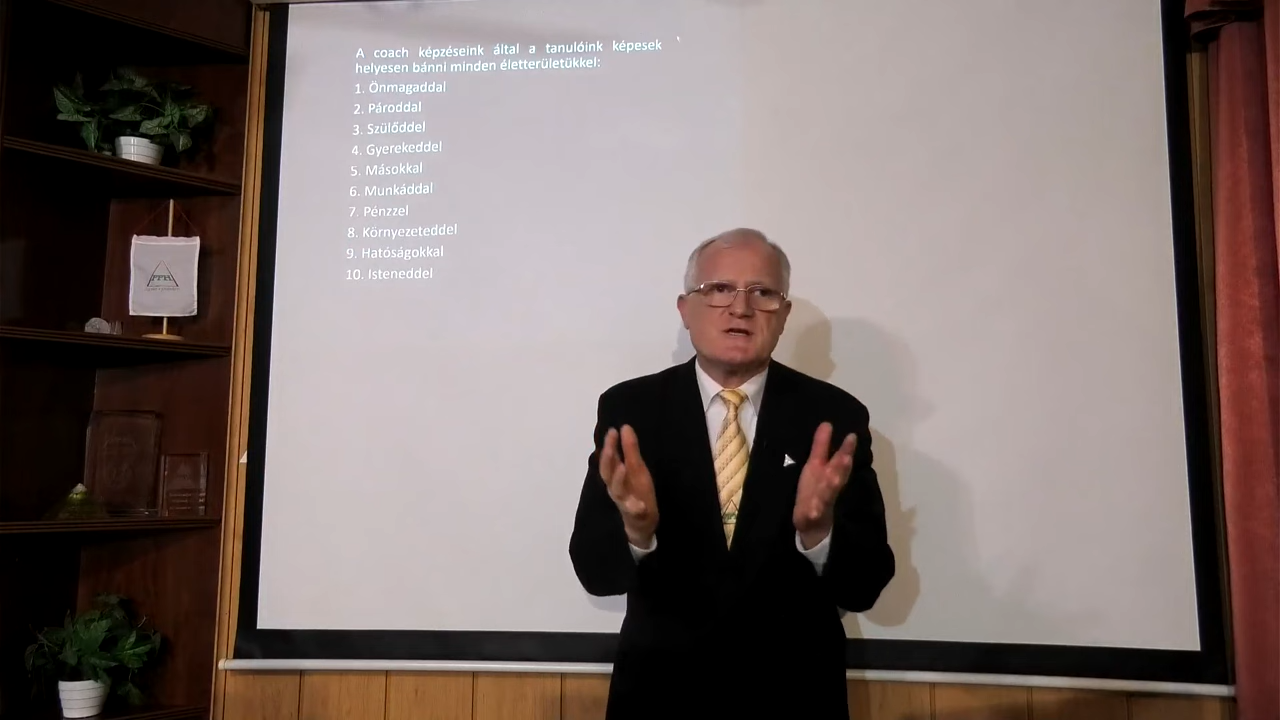 A coach képzéseink által a tanulóink képesek
helyesen bánni minden életterületükkel:
1. Önmagaddal
2. Pároddal
3. Szülőddel
4. Gyerekeddel
5. Másokkal
6. Munkáddal
7. Pénzzel
8. Környezeteddel
9. Hatóságokkal
10. Isteneddel